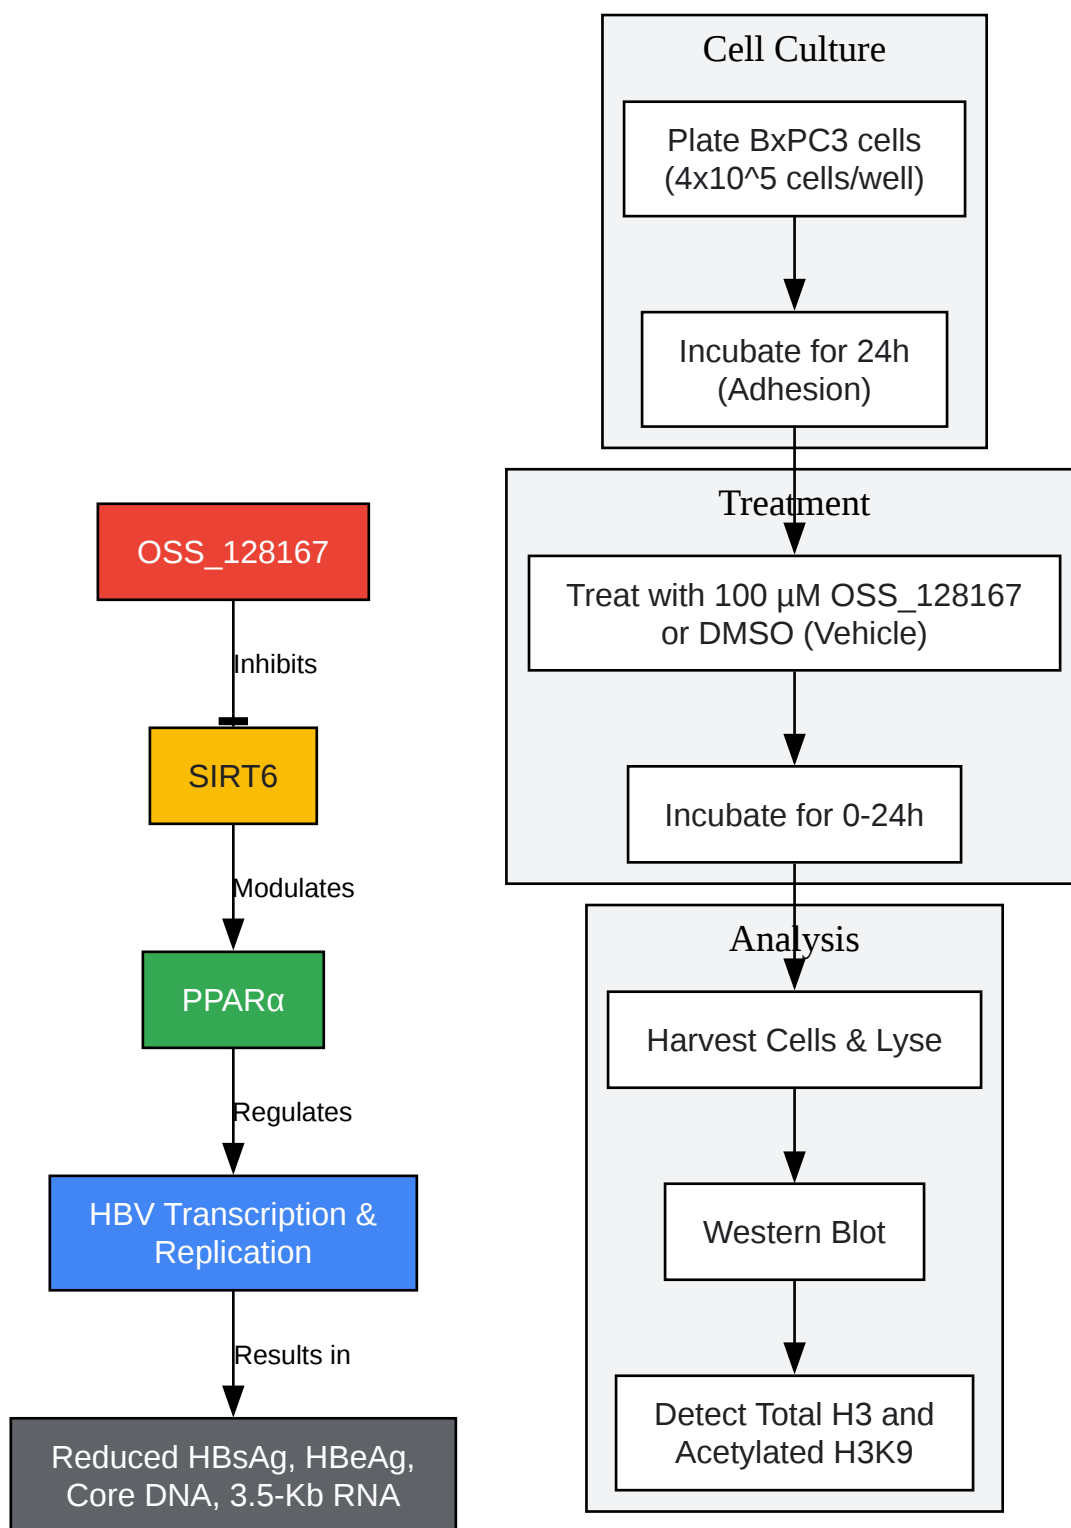 OSS_128167
Inhibits
SIRT6
Modulates
PPARα
Regulates
HBV Transcription &
Replication
Results in
Reduced HBsAg, HBeAg,
Core DNA, 3.5-Kb RNA
Cell Culture
Plate BxPC3 cells
(4x10^5 cells/well)
Incubate for 24h
(Adhesion)
Treatment
Treat with 100 µM OSS_128167
or DMSO (Vehicle)
Incubate for 0-24h
Analysis
Harvest Cells & Lyse
Western Blot
Detect Total H3 and
Acetylated H3K9